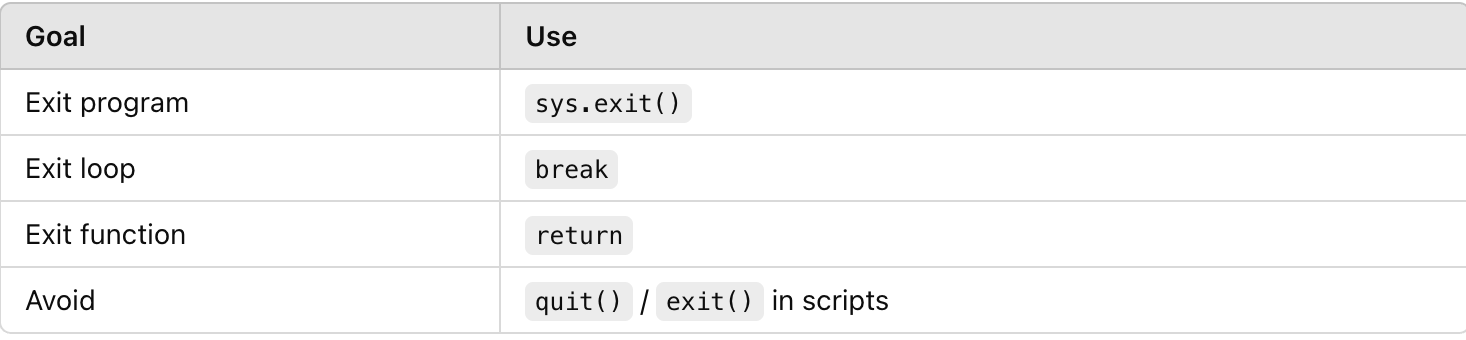 Goal Use
Exit program sys.exit()
Exit loop break
Exit function return
Avoid quit() / exit() in scripts